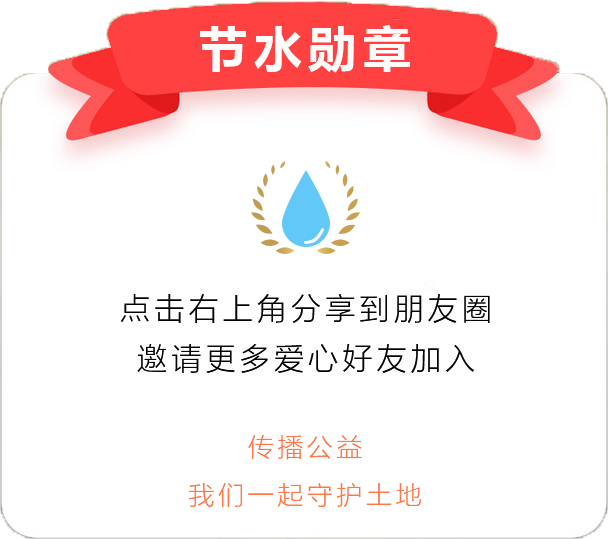 节水勋章
点击右上角分享到朋友圈
邀请更多爱心好友加入
传播公益
我们一起守护土地